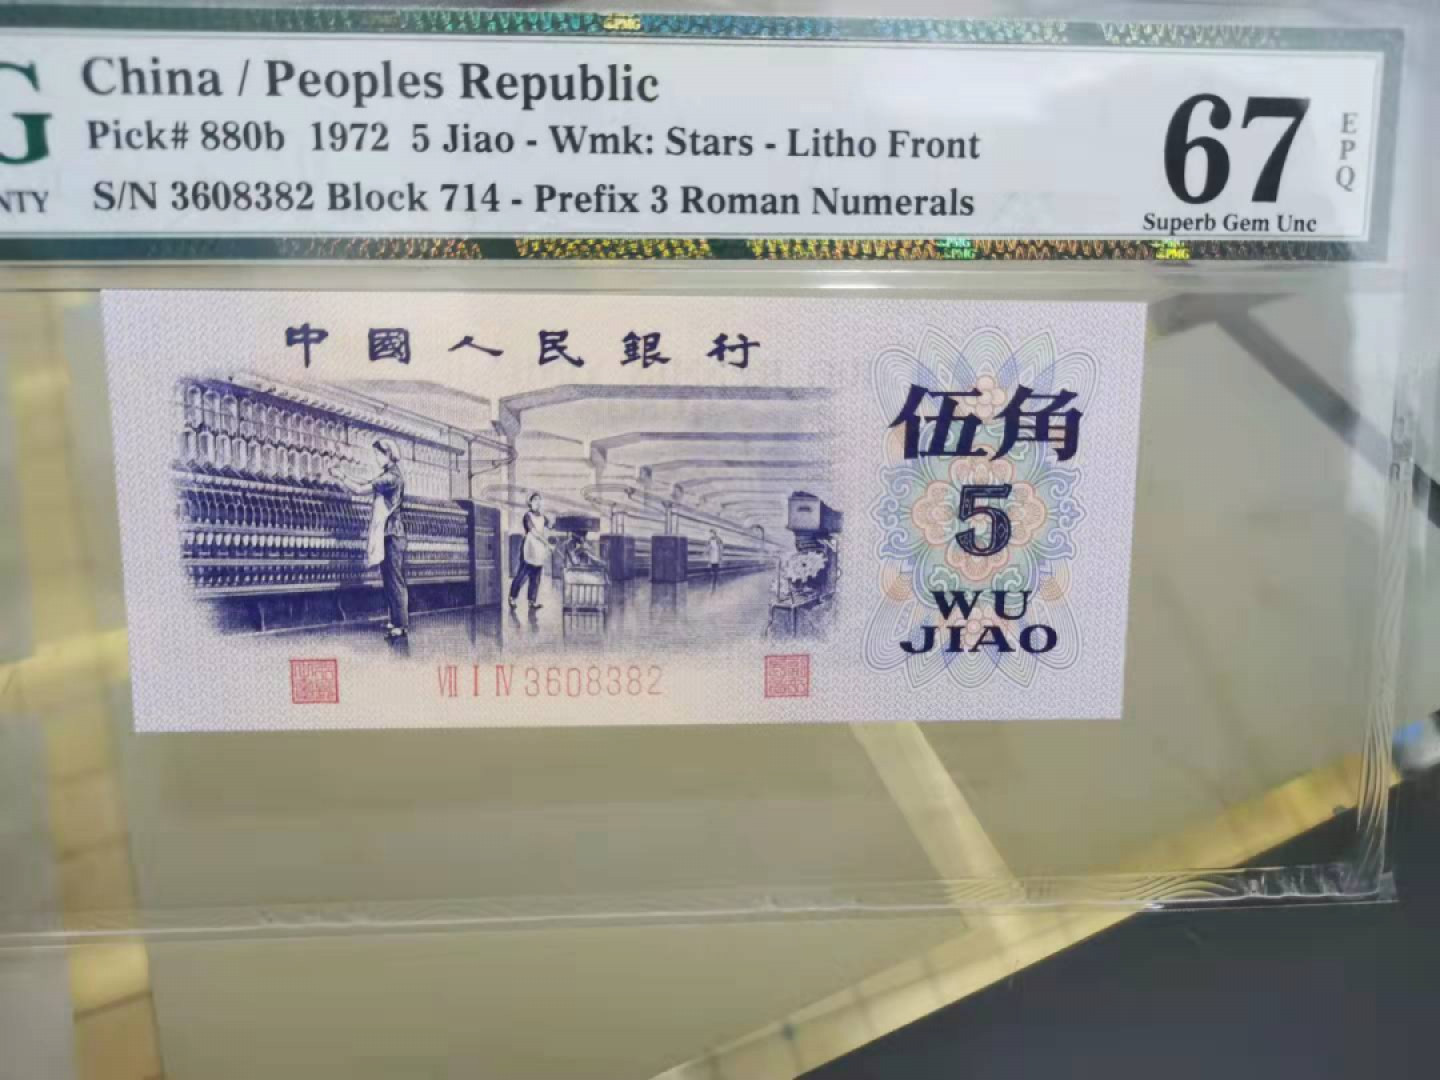 China / Peoples Republic
Pick# 880b 1972 5 Jiao - Wmk: Stars - Litho Front
S/N 3608382 Block 714 - Prefix 3 Roman Numerals
G
NTY
67
EPQ
Superb Gem Unc
PMG
中國人民銀行
伍角
5
WU
JIAO
Ⅶ Ⅰ Ⅳ 3608382